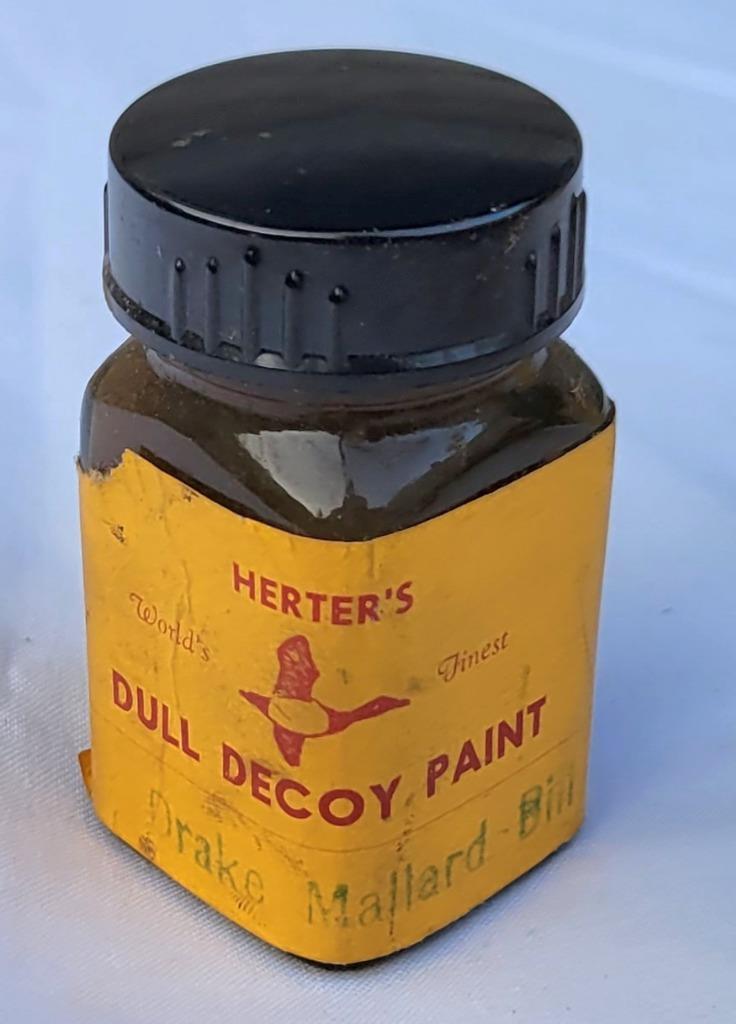 HERTER'S
World's Finest
DULL DECOY PAINT
Drake Mallard-Bill